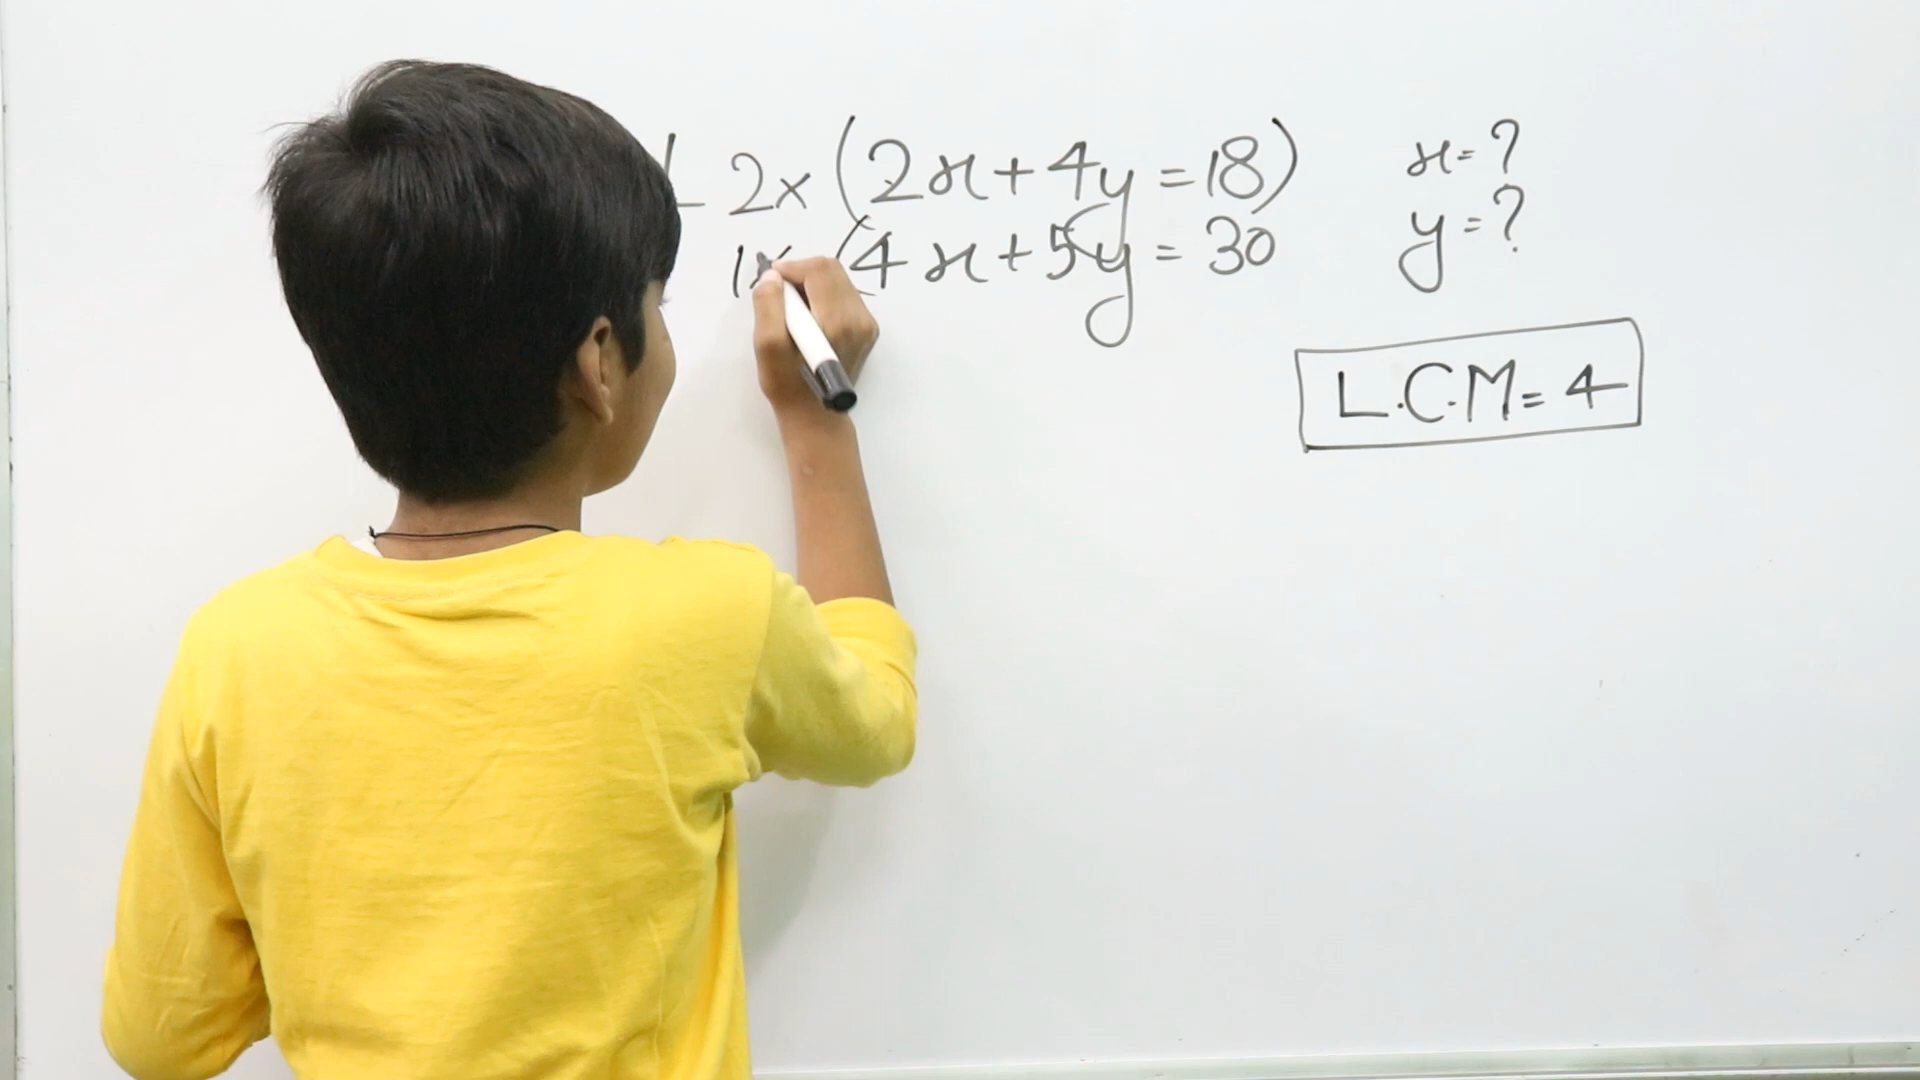 2x (2x+4y=18)
1x (4x+5y=30
x=?
y=?
L.C.M=4